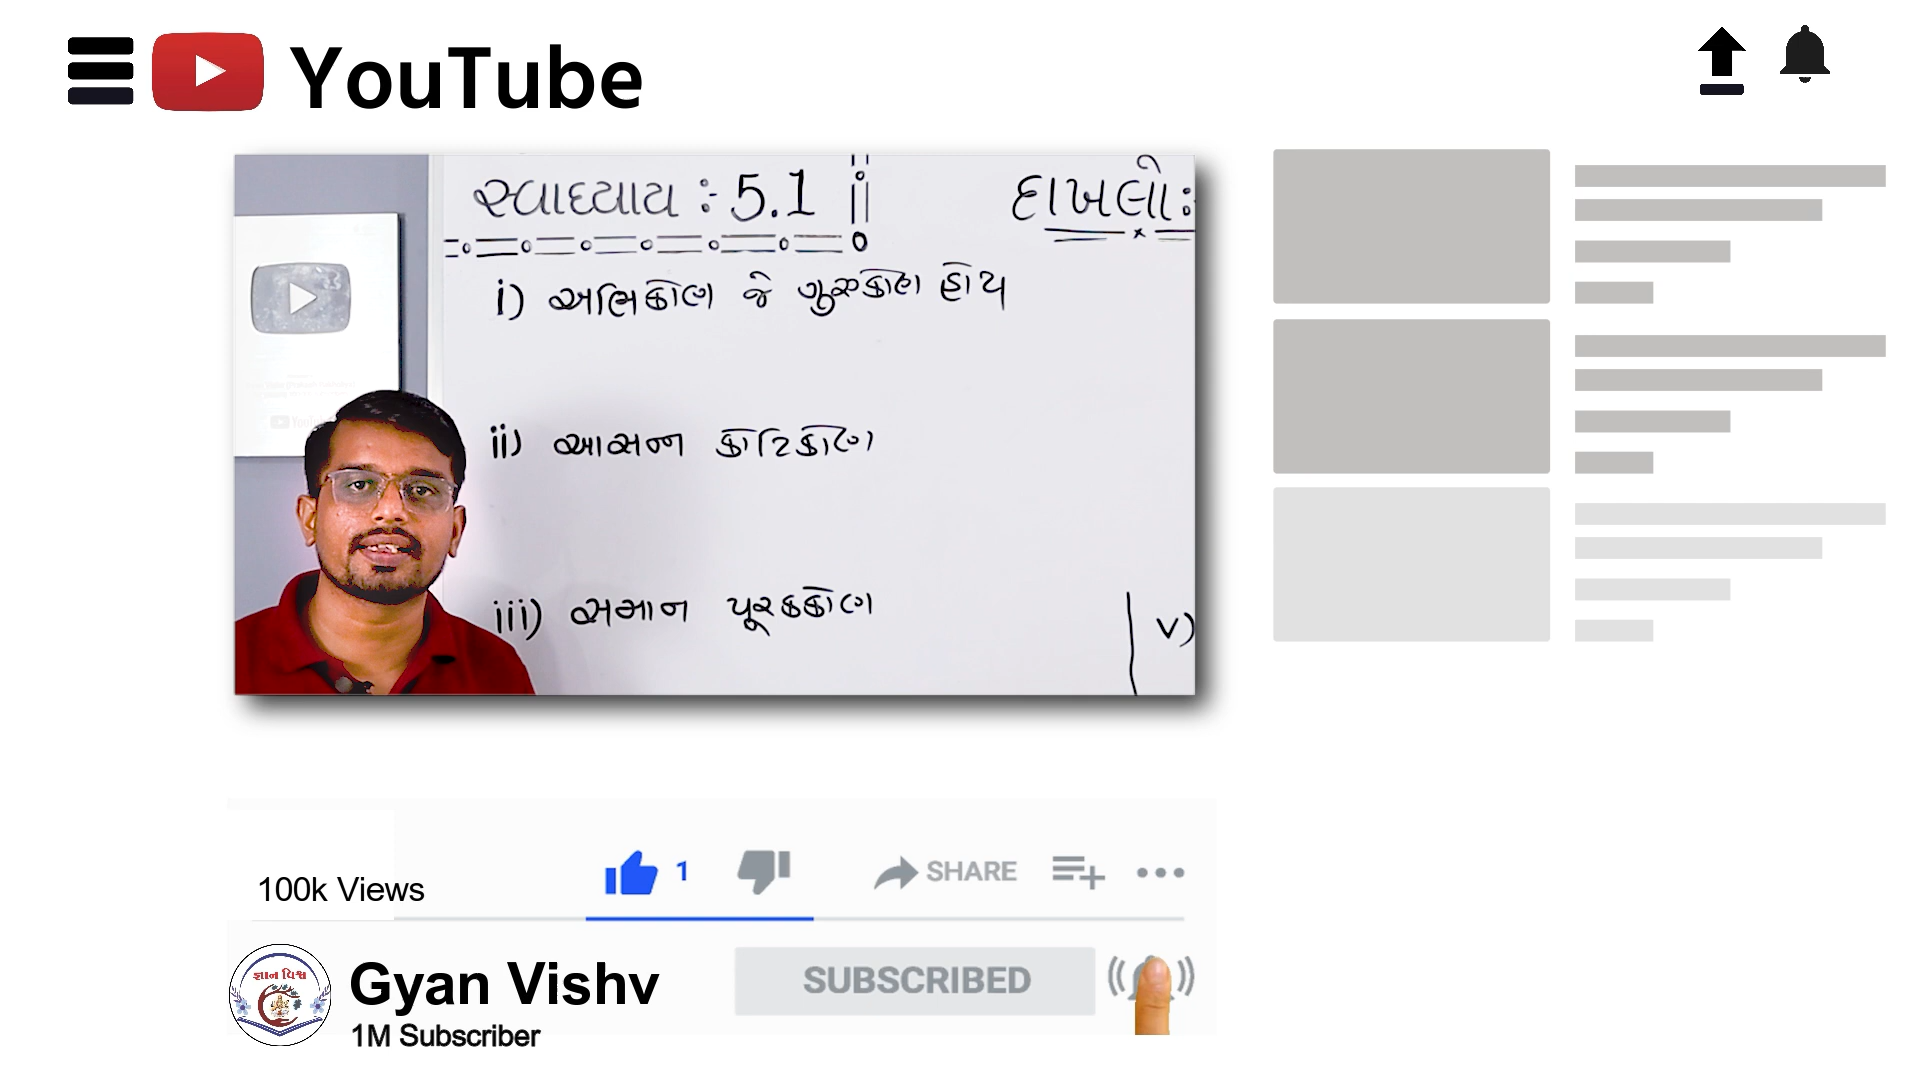 YouTube
સ્વાધ્યાય :- 5.1 ||
દાખલો:
i) અભિકોણ જે ગુરુકોણ હોય
ii) આસન્ન કોટિકોણ
iii) સમાન પૂરકકોણ
v)
100k Views
1
SHARE
જ્ઞાન વિશ્વ
Gyan Vishv
1M Subscriber
SUBSCRIBED